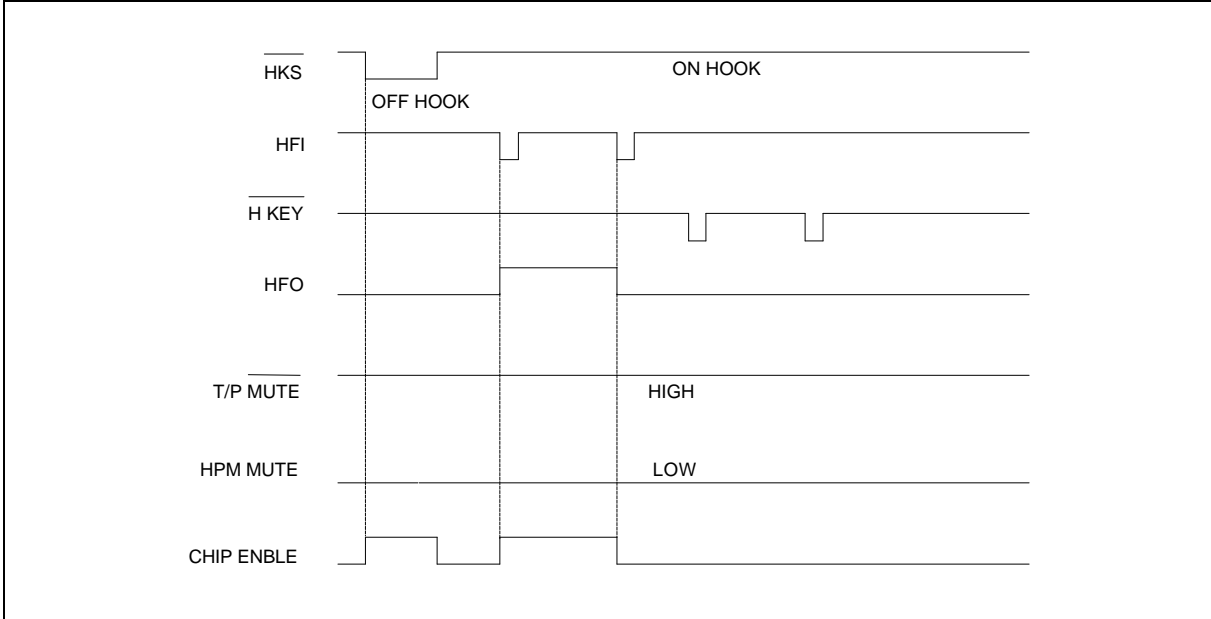 HKS
ON HOOK
OFF HOOK
HFI
H KEY
HFO
T/P MUTE
HIGH
HPM MUTE
LOW
CHIP ENBLE